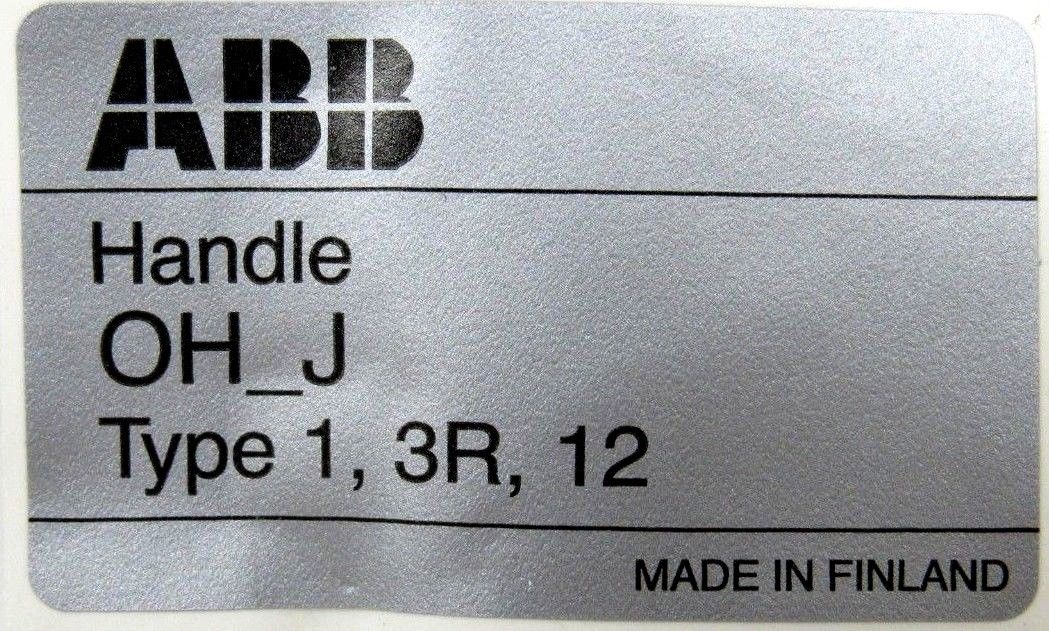 ABB
Handle
OH_J
Type 1, 3R, 12
MADE IN FINLAND